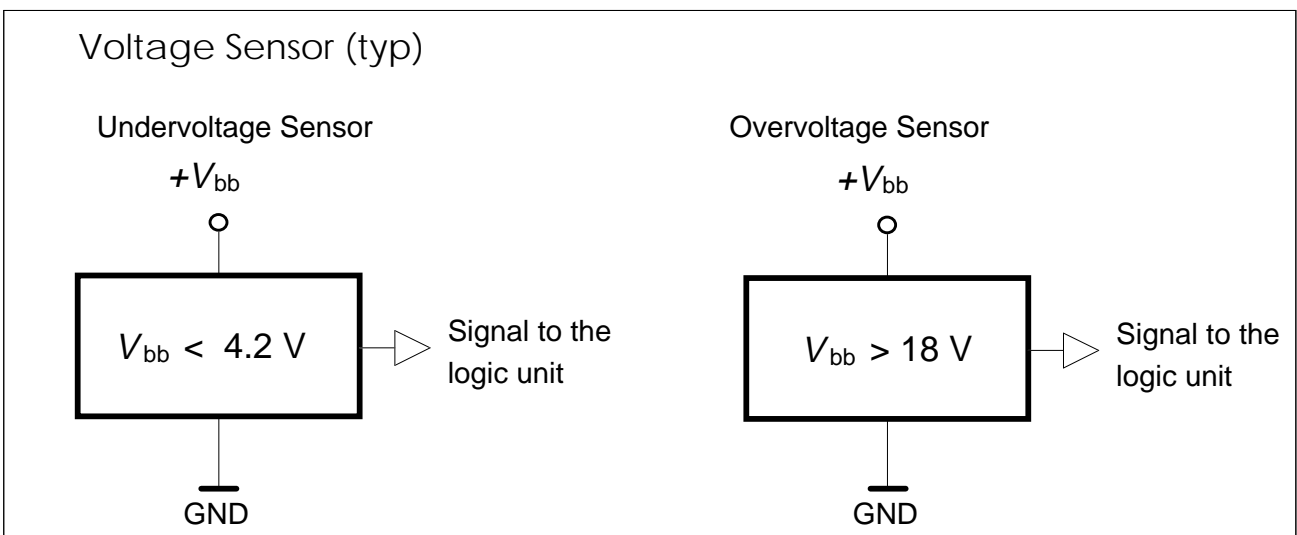 Voltage Sensor (typ)
Undervoltage Sensor
+Vbb
Vbb < 4.2 V
Signal to the
logic unit
GND
Overvoltage Sensor
+Vbb
Vbb > 18 V
Signal to the
logic unit
GND